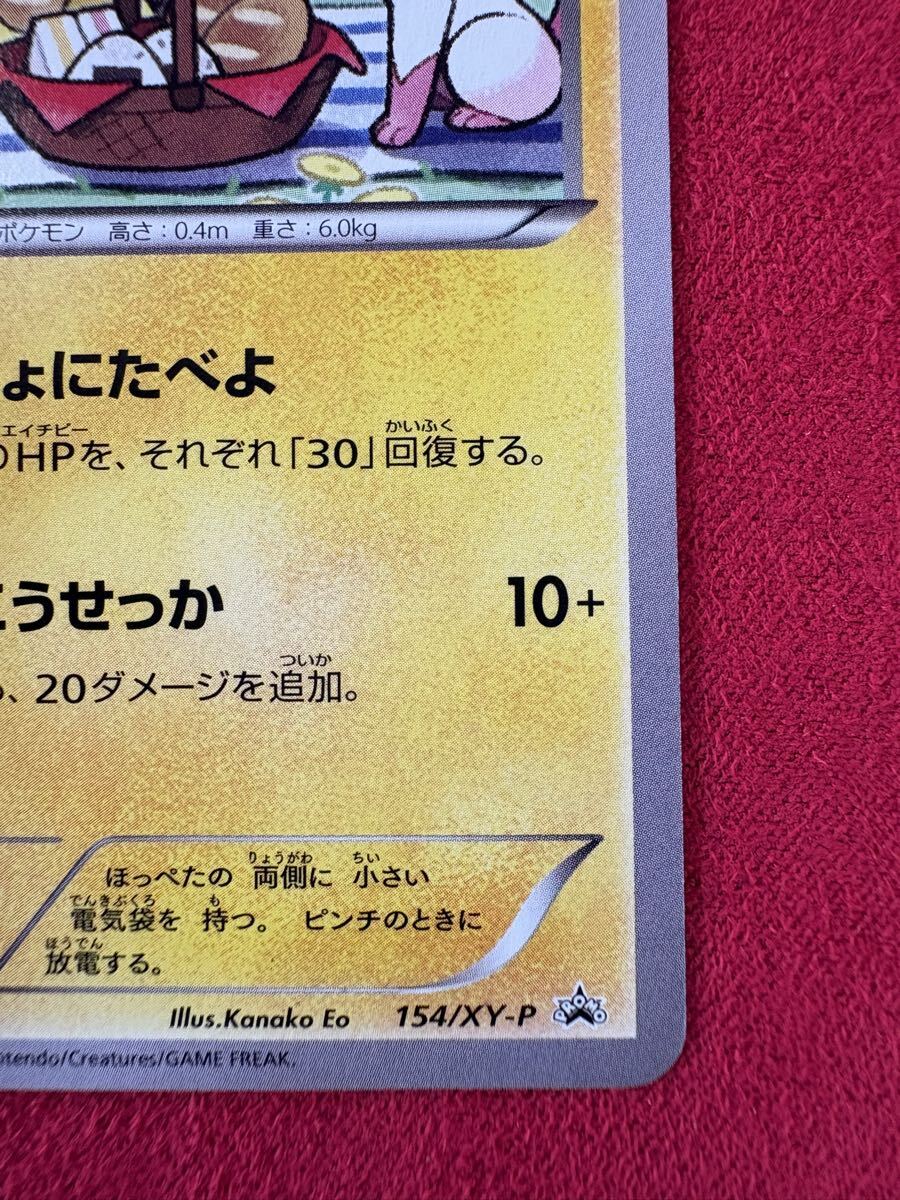 ポケモン 高さ:0.4m 重さ:6.0kg
ょにたべよ
エイチピー かいふく
のHPを、それぞれ「30」回復する。
こうせっか 10+
ついか
、20ダメージを追加。
りょうがわ ちい
ほっぺたの 両側に 小さい
でんきぶくろ も
電気袋を 持つ。 ピンチのときに
ほうでん
放電する。
Illus.Kanako Eo 154/XY-P PROMO
ntendo/Creatures/GAME FREAK.